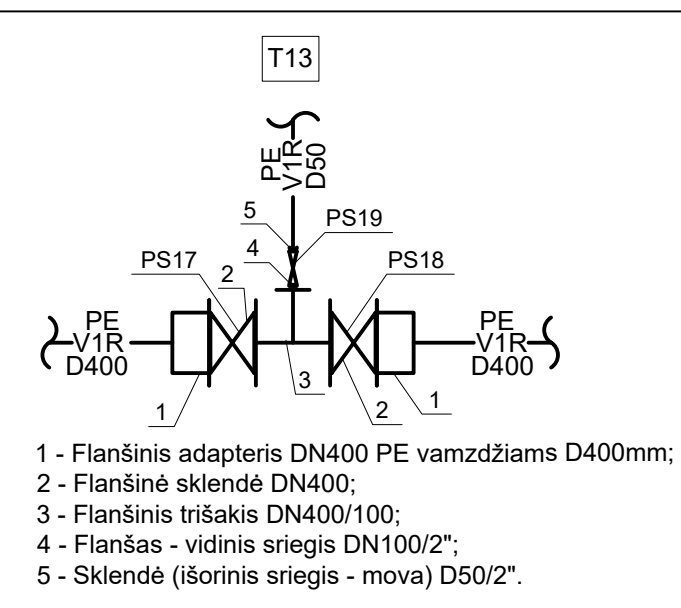 T13
PE
V1R
D50
5
PS19
4
PS17
2
PS18
PE
V1R
D400
PE
V1R
D400
3
1
2
1
1 - Flanšinis adapteris DN400 PE vamzdžiams D400mm;
2 - Flanšinė sklendė DN400;
3 - Flanšinis trišakis DN400/100;
4 - Flanšas - vidinis sriegis DN100/2";
5 - Sklendė (išorinis sriegis - mova) D50/2".